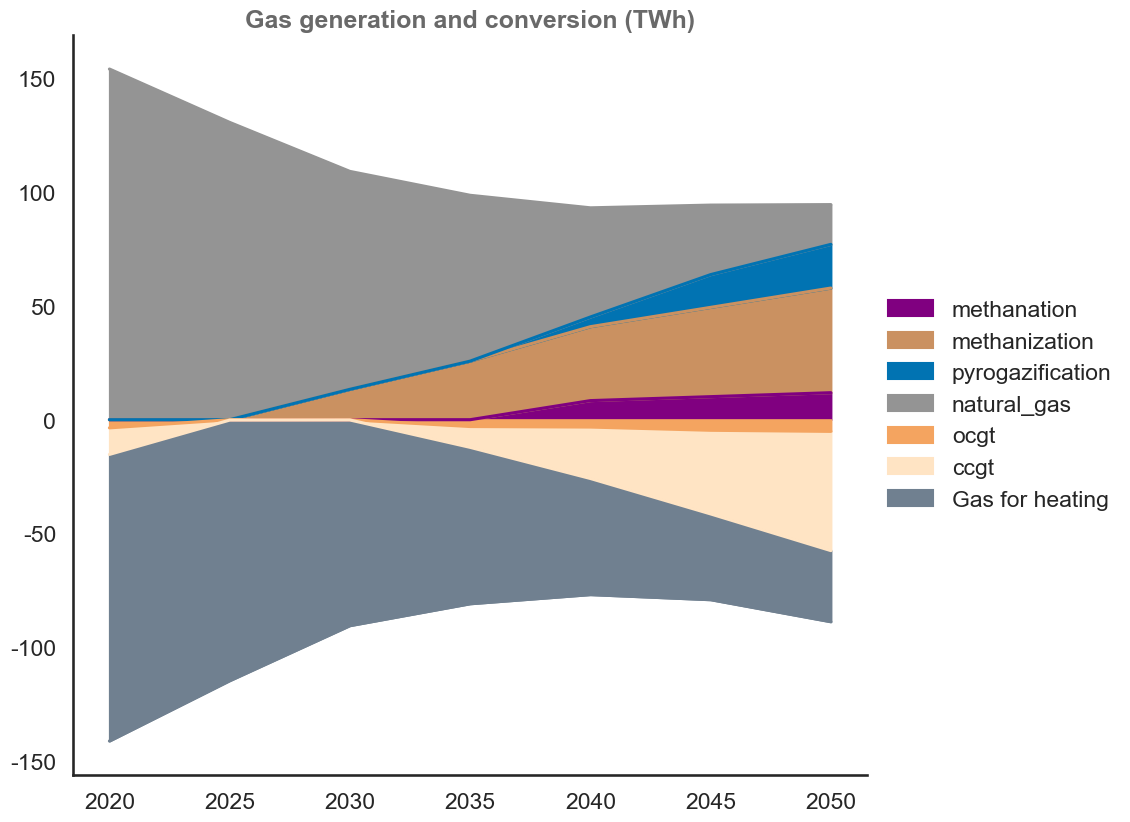 Gas generation and conversion (TWh)
150
100
50
0
-50
-100
-150
2020 2025 2030 2035 2040 2045 2050
methanation
methanization
pyrogazification
natural_gas
ocgt
ccgt
Gas for heating